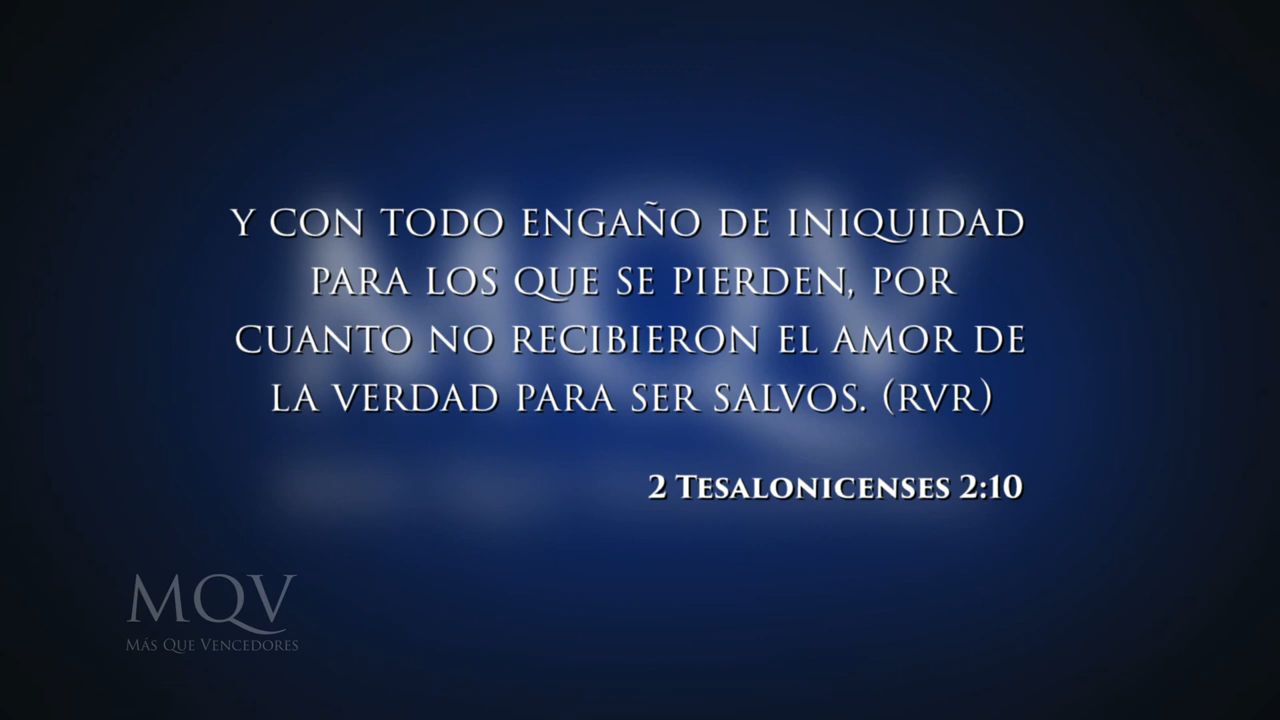 Y CON TODO ENGAÑO DE INIQUIDAD
PARA LOS QUE SE PIERDEN, POR
CUANTO NO RECIBIERON EL AMOR DE
LA VERDAD PARA SER SALVOS. (RVR)
2 TESALONICENSES 2:10
MQV
MÁS QUE VENCEDORES